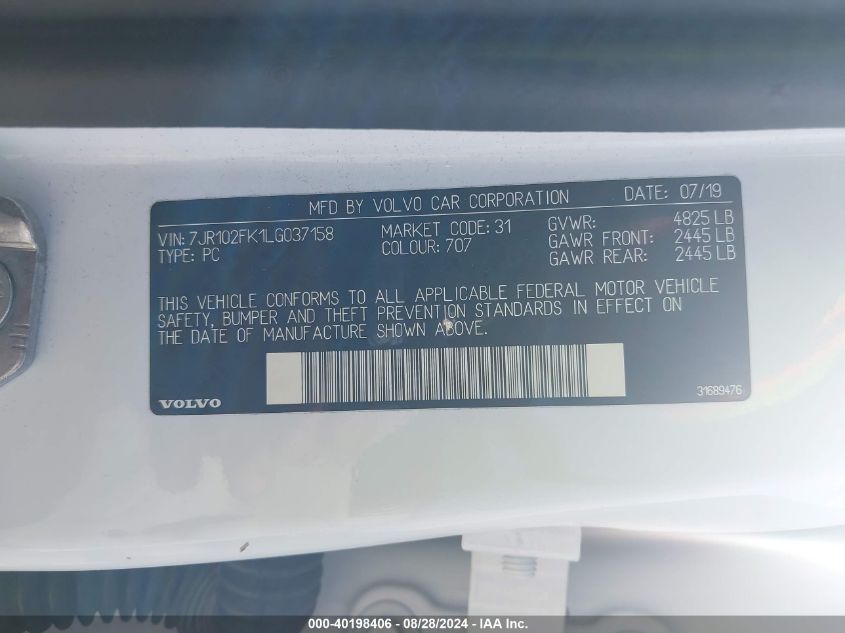 MFD BY VOLVO CAR CORPORATION DATE: 07/19
VIN: 7JR102FK1LG037158 MARKET CODE: 31 GVWR: 4825 LB
TYPE: PC COLOUR: 707 GAWR FRONT: 2445 LB
GAWR REAR: 2445 LB
THIS VEHICLE CONFORMS TO ALL APPLICABLE FEDERAL MOTOR VEHICLE
SAFETY, BUMPER AND THEFT PREVENTION STANDARDS IN EFFECT ON
THE DATE OF MANUFACTURE SHOWN ABOVE.
VOLVO 31689476
000-40198406 - 08/28/2024 - IAA Inc.